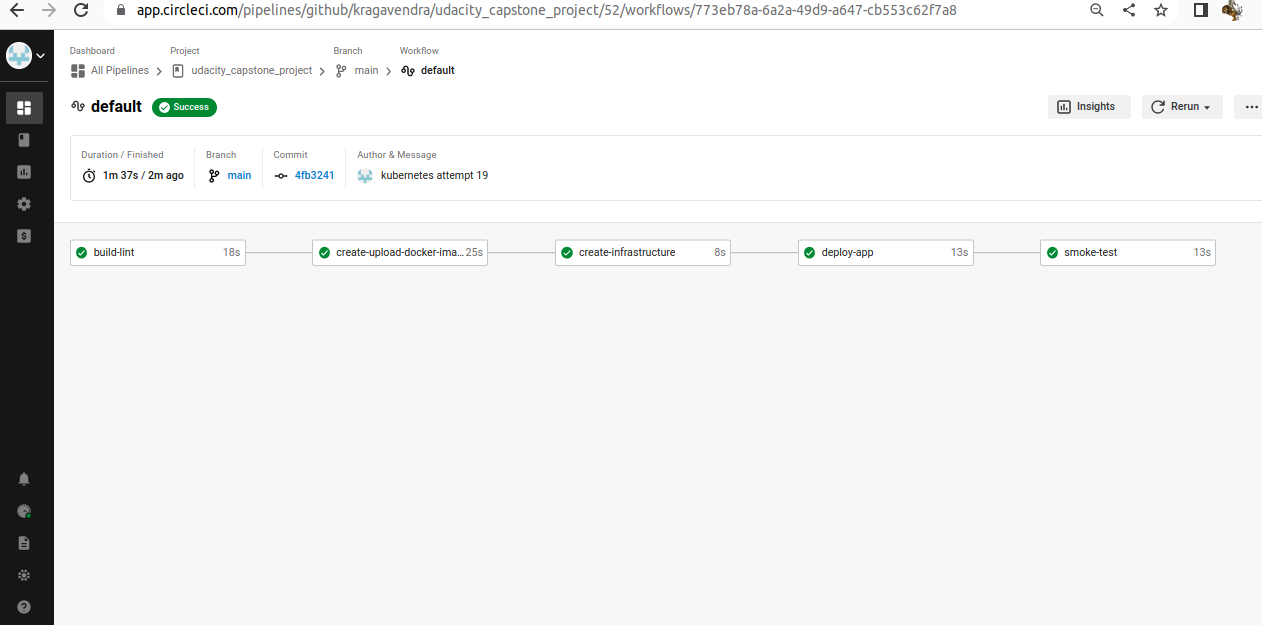 app.circleci.com/pipelines/github/kragavendra/udacity_capstone_project/52/workflows/773eb78a-6a2a-49d9-a647-cb553c62f7a8
Dashboard Project Branch Workflow
All Pipelines udacity_capstone_project main default
default Success Insights Rerun
Duration / Finished Branch Commit Author & Message
1m 37s / 2m ago main 4fb3241 kubernetes attempt 19
build-lint 18s create-upload-docker-ima... 25s create-infrastructure 8s deploy-app 13s smoke-test 13s